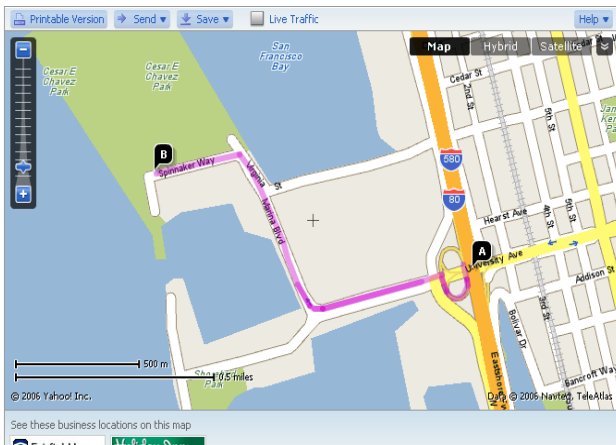 Printable Version Send Save Live Traffic Help
Map Hybrid Satellite
San
Francisco
Bay
Cesar E
Chavez
Park
Cesar E
Chavez
Park
Cedar St
2nd St
5th St
580
80
B
Spinnaker Way
Virginia
St
Marina Blvd
Hearst Ave
4th St
5th St
A
University Ave
Addison St
3rd St
Bolivar Dr
Bancroft Way
Park
500 m
0.5 miles
© 2006 Yahoo! Inc.
Data © 2006 Navteq, TeleAtlas
See these business locations on this map